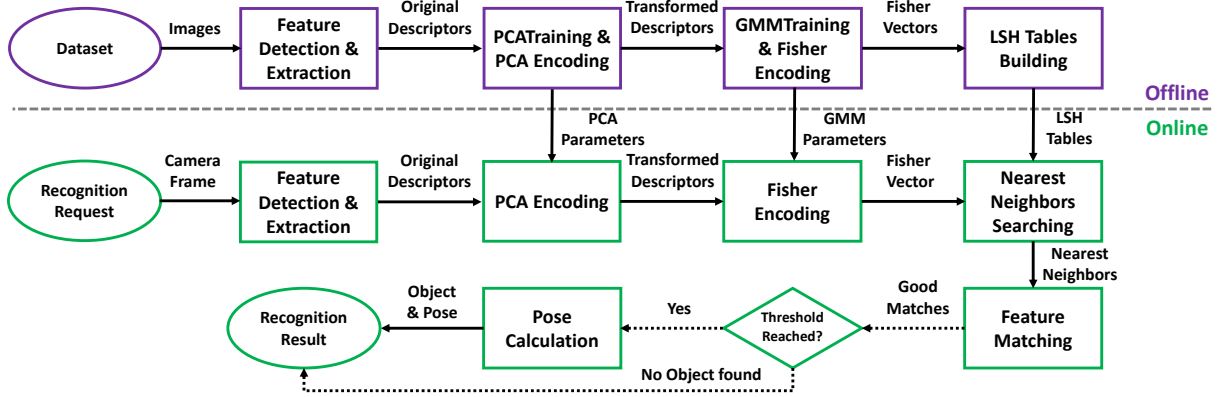 Dataset
Images
Feature
Detection &
Extraction
Original
Descriptors
PCATraining &
PCA Encoding
Transformed
Descriptors
GMMTraining
& Fisher
Encoding
Fisher
Vectors
LSH Tables
Building
Offline
Online
PCA
Parameters
GMM
Parameters
LSH
Tables
Recognition
Request
Camera
Frame
Feature
Detection &
Extraction
Original
Descriptors
PCA Encoding
Transformed
Descriptors
Fisher
Encoding
Fisher
Vector
Nearest
Neighbors
Searching
Nearest
Neighbors
Feature
Matching
Good
Matches
Threshold
Reached?
Yes
Pose
Calculation
Object
& Pose
Recognition
Result
No Object found